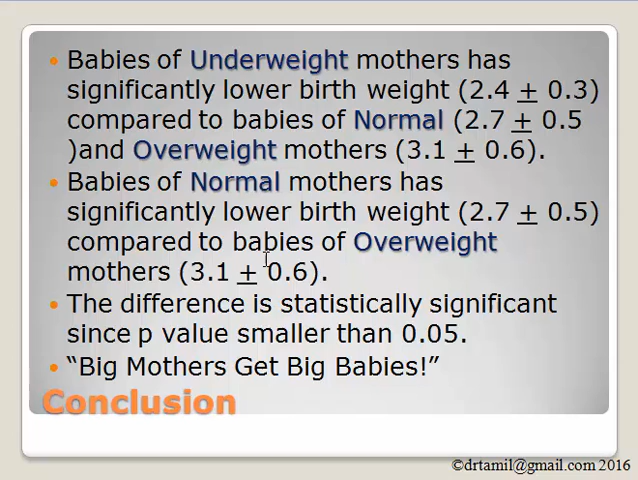 Babies of Underweight mothers has
significantly lower birth weight (2.4 ± 0.3)
compared to babies of Normal (2.7 ± 0.5
)and Overweight mothers (3.1 ± 0.6).
Babies of Normal mothers has
significantly lower birth weight (2.7 ± 0.5)
compared to babies of Overweight
mothers (3.1 ± 0.6).
The difference is statistically significant
since p value smaller than 0.05.
“Big Mothers Get Big Babies!”
Conclusion
©drtamil@gmail.com 2016